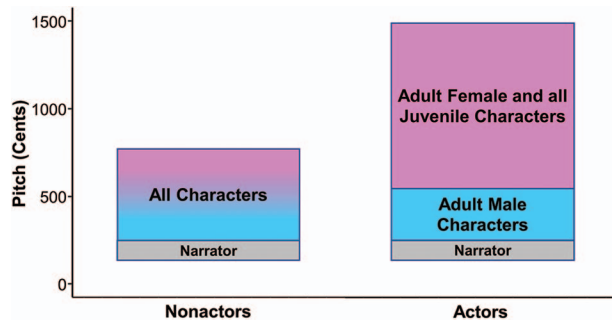 1500
1000
500
0
Pitch (Cents)
All Characters
Narrator
Adult Female and all
Juvenile Characters
Adult Male
Characters
Narrator
Nonactors
Actors